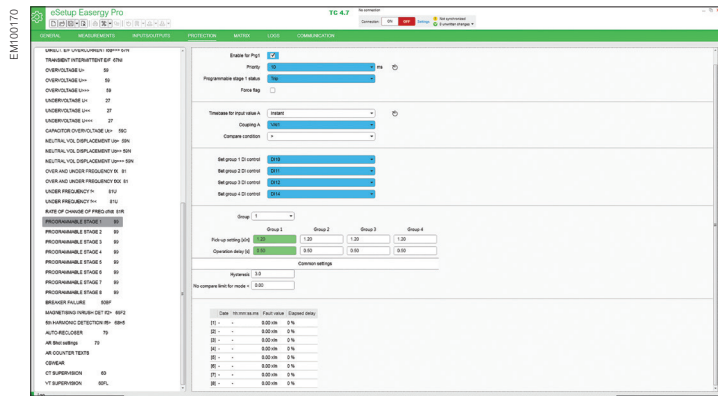 EM100170
eSetup Easergy Pro
TC 4.7
No connection
Connection ON OFF Settings
Not synchronized
GENERAL MEASUREMENTS INPUTS/OUTPUTS PROTECTION MATRIX LOGS COMMUNICATION
TRANSIENT INTERMITTENT E/F 67NI
OVERVOLTAGE U> 59
OVERVOLTAGE U>> 59
OVERVOLTAGE U>>> 59
UNDERVOLTAGE U< 27
UNDERVOLTAGE U<< 27
UNDERVOLTAGE U<<< 27
CAPACITOR OVERVOLTAGE Uc> 59C
NEUTRAL VOL DISPLACEMENT Uo> 59N
NEUTRAL VOL DISPLACEMENT Uo>> 59N
NEUTRAL VOL DISPLACEMENT Uo>>> 59N
OVER AND UNDER FREQUENCY fX 81
OVER AND UNDER FREQUENCY fXX 81
UNDER FREQUENCY f< 81U
UNDER FREQUENCY f<< 81U
RATE OF CHANGE OF FREQ. df/dt 81R
PROGRAMMABLE STAGE 1 99
PROGRAMMABLE STAGE 2 99
PROGRAMMABLE STAGE 3 99
PROGRAMMABLE STAGE 4 99
PROGRAMMABLE STAGE 5 99
PROGRAMMABLE STAGE 6 99
PROGRAMMABLE STAGE 7 99
PROGRAMMABLE STAGE 8 99
BREAKER FAILURE 50BF
MAGNETISING INRUSH DET If2> 68F2
5th HARMONIC DETECTION If5> 68H5
AUTO-RECLOSER 79
AR Shot settings 79
AR COUNTER TEXTS
CBWEAR
CT SUPERVISION 60
VT SUPERVISION 60FL
Enable for Prg1
Priority 10 ms
Programmable stage 1 status Trip
Force flag
Timebase for input value A Instant
Coupling A
Compare condition >
Set group 1 DI control DI10
Set group 2 DI control DI11
Set group 3 DI control DI12
Set group 4 DI control DI14
Group 1
Group 1 Group 2 Group 3 Group 4
Pick-up setting [xIn] 1.20 1.20 1.20 1.20
Operation delay [s] 0.50 0.50 0.50 0.50
Common settings
Hysteresis 3.0
No compare limit for mode < 0.00
Date hh:mm:ss.ms Fault value Elapsed delay
[1] - - 0.00 xIn 0 %
[2] - - 0.00 xIn 0 %
[3] - - 0.00 xIn 0 %
[4] - - 0.00 xIn 0 %
[5] - - 0.00 xIn 0 %
[6] - - 0.00 xIn 0 %
[7] - - 0.00 xIn 0 %
[8] - - 0.00 xIn 0 %